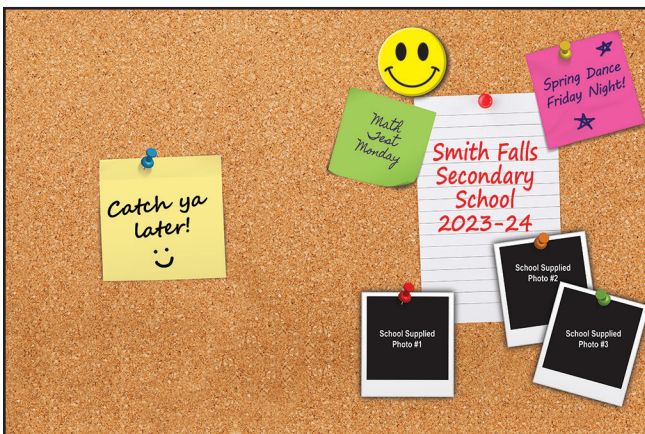 Catch ya
later!
Math
Test
Monday
Spring Dance
Friday Night!
Smith Falls
Secondary
School
2023-24
School Supplied
Photo #1
School Supplied
Photo #2
School Supplied
Photo #3